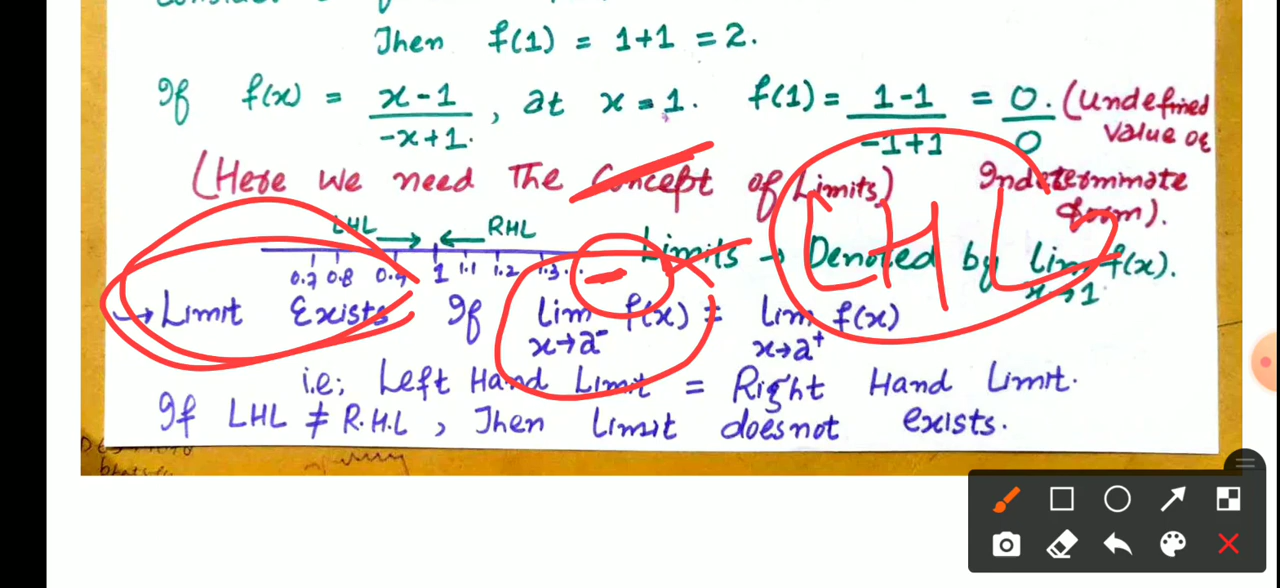 Then f(1) = 1+1 = 2.
If f(x) = x-1 / -x+1 , at x = 1. f(1) = 1-1 / -1+1 = 0/0. (undefined value or Indeterminate form).
(Here we need The Concept of Limits)
LHL → ← RHL
0.7 0.8 0.9 1 1.1 1.2 1.3...
Limits → Denoted by lim x→1 f(x).
LHL
→ Limit Exists If lim x→a⁻ f(x) = lim x→a⁺ f(x)
i.e; Left Hand Limit = Right Hand Limit.
If LHL ≠ R.H.L , Then Limit doesnot exists.